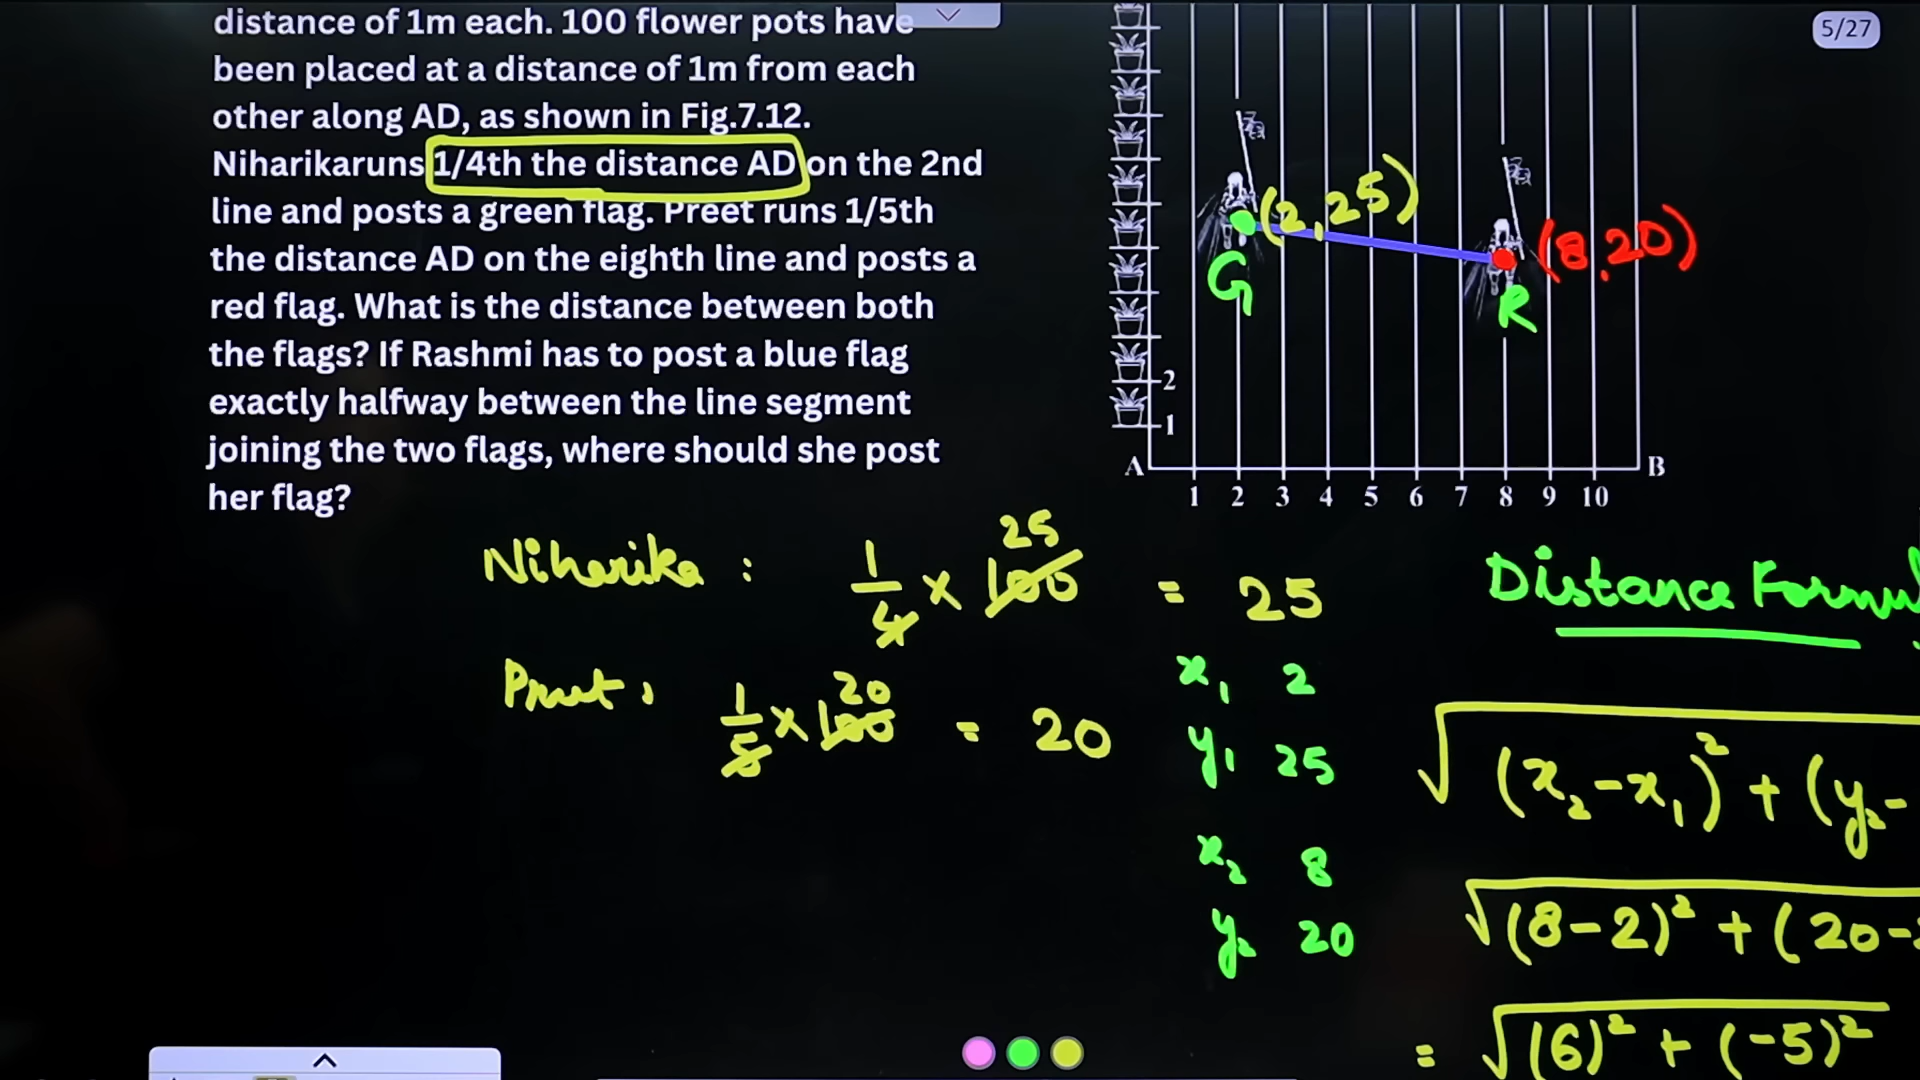 distance of 1m each. 100 flower pots have
been placed at a distance of 1m from each
other along AD, as shown in Fig.7.12.
Niharikaruns 1/4th the distance AD on the 2nd
line and posts a green flag. Preet runs 1/5th
the distance AD on the eighth line and posts a
red flag. What is the distance between both
the flags? If Rashmi has to post a blue flag
exactly halfway between the line segment
joining the two flags, where should she post
her flag?
5/27
(2,25)
(8,20)
G
R
2
1
A
B
1 2 3 4 5 6 7 8 9 10
Niharika : 1/4 × 100 25 = 25
Preet : 1/5 × 100 20 = 20
x₁ 2
y₁ 25
x₂ 8
y₂ 20
Distance Formul
√(x₂-x₁)² + (y₂-
√(8-2)² + (20-
= √(6)² + (-5)²